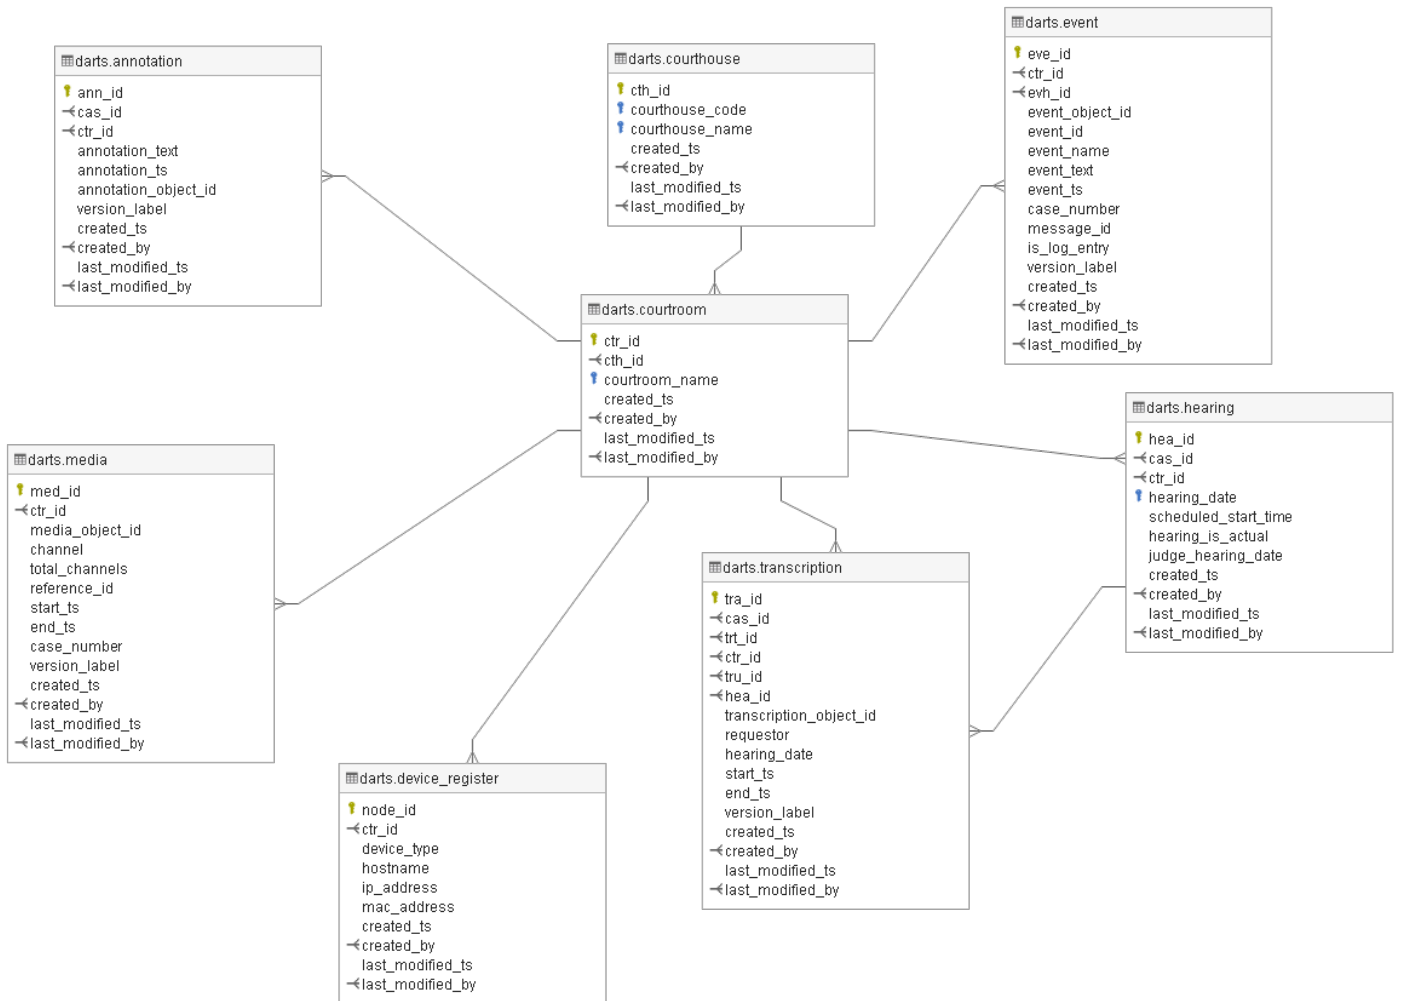 darts.annotation
ann_id
cas_id
ctr_id
annotation_text
annotation_ts
annotation_object_id
version_label
created_ts
created_by
last_modified_ts
last_modified_by
darts.courthouse
cth_id
courthouse_code
courthouse_name
created_ts
created_by
last_modified_ts
last_modified_by
darts.event
eve_id
ctr_id
evh_id
event_object_id
event_id
event_name
event_text
event_ts
case_number
message_id
is_log_entry
version_label
created_ts
created_by
last_modified_ts
last_modified_by
darts.courtroom
ctr_id
cth_id
courtroom_name
created_ts
created_by
last_modified_ts
last_modified_by
darts.hearing
hea_id
cas_id
ctr_id
hearing_date
scheduled_start_time
hearing_is_actual
judge_hearing_date
created_ts
created_by
last_modified_ts
last_modified_by
darts.media
med_id
ctr_id
media_object_id
channel
total_channels
reference_id
start_ts
end_ts
case_number
version_label
created_ts
created_by
last_modified_ts
last_modified_by
darts.transcription
tra_id
cas_id
trt_id
ctr_id
tru_id
hea_id
transcription_object_id
requestor
hearing_date
start_ts
end_ts
version_label
created_ts
created_by
last_modified_ts
last_modified_by
darts.device_register
node_id
ctr_id
device_type
hostname
ip_address
mac_address
created_ts
created_by
last_modified_ts
last_modified_by